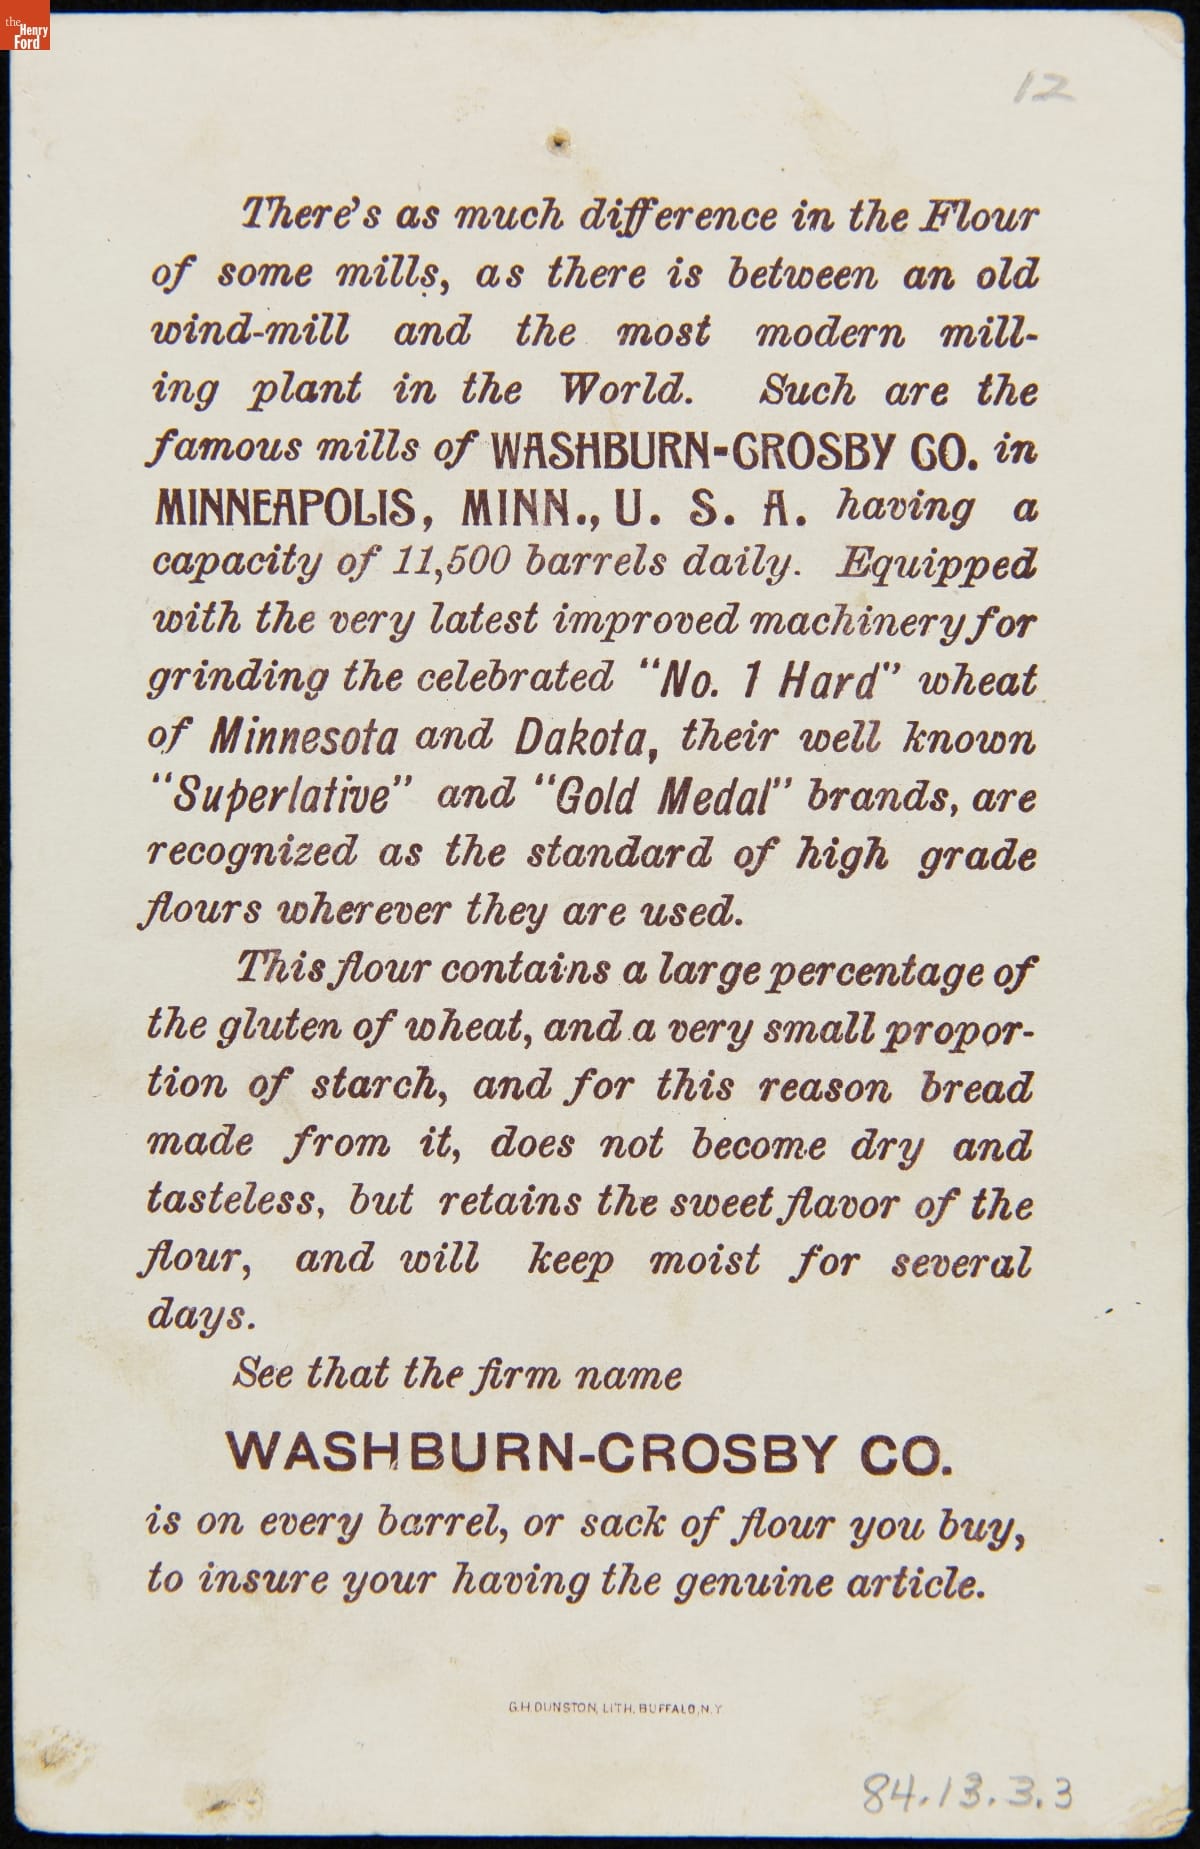 the
Henry
Ford
12
There's as much difference in the Flour
of some mills, as there is between an old
wind-mill and the most modern mill-
ing plant in the World. Such are the
famous mills of WASHBURN-CROSBY CO. in
MINNEAPOLIS, MINN., U. S. A. having a
capacity of 11,500 barrels daily. Equipped
with the very latest improved machinery for
grinding the celebrated "No. 1 Hard" wheat
of Minnesota and Dakota, their well known
"Superlative" and "Gold Medal" brands, are
recognized as the standard of high grade
flours wherever they are used.
This flour contains a large percentage of
the gluten of wheat, and a very small propor-
tion of starch, and for this reason bread
made from it, does not become dry and
tasteless, but retains the sweet flavor of the
flour, and will keep moist for several
days.
See that the firm name
WASHBURN-CROSBY CO.
is on every barrel, or sack of flour you buy,
to insure your having the genuine article.
G.H. DUNSTON, LITH, BUFFALO, N.Y
84.13.3.3